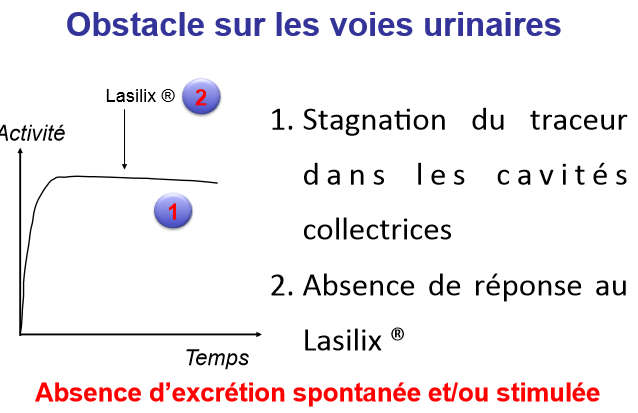 Obstacle sur les voies urinaires
Lasilix ® 2
Activité
1
Temps
1. Stagnation du traceur
dans les cavités
collectrices
2. Absence de réponse au
Lasilix ®
Absence d’excrétion spontanée et/ou stimulée